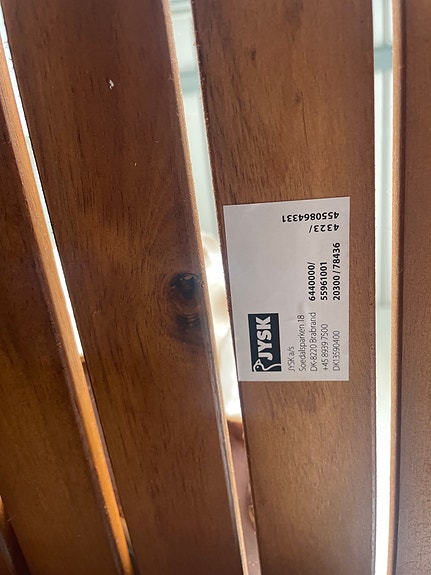 JYSK
JYSK a/s
Soedalsparken 18
DK-8220 Brabrand
+45 8939 7500
DK13590400
6440000/
55961001
20300 /78436
4323/
4550864331